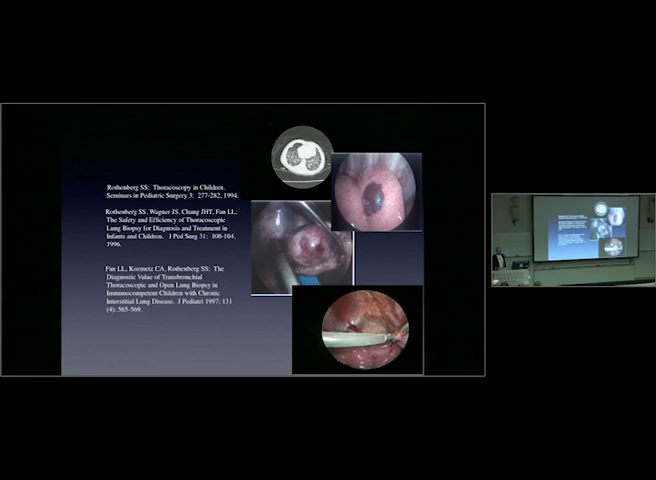 Rothenberg SS: Thoracoscopy in Children.
Seminars in Pediatric Surgery 3: 277-282, 1994.
Rothenberg SS, Wagner JS, Chang JHT, Fan LL:
The Safety and Efficiency of Thoracoscopic
Lung Biopsy for Diagnosis and Treatment in
Infants and Children. J Ped Surg 31: 100-104,
1996.
Fan LL, Kozinetz CA, Rothenberg SS: The
Diagnostic Value of Transbronchial
Thoracoscopic and Open Lung Biopsy in
Immunocompetent Children with Chronic
Interstitial Lung Disease. J Pediatri 1997; 131
(4): 565-569.